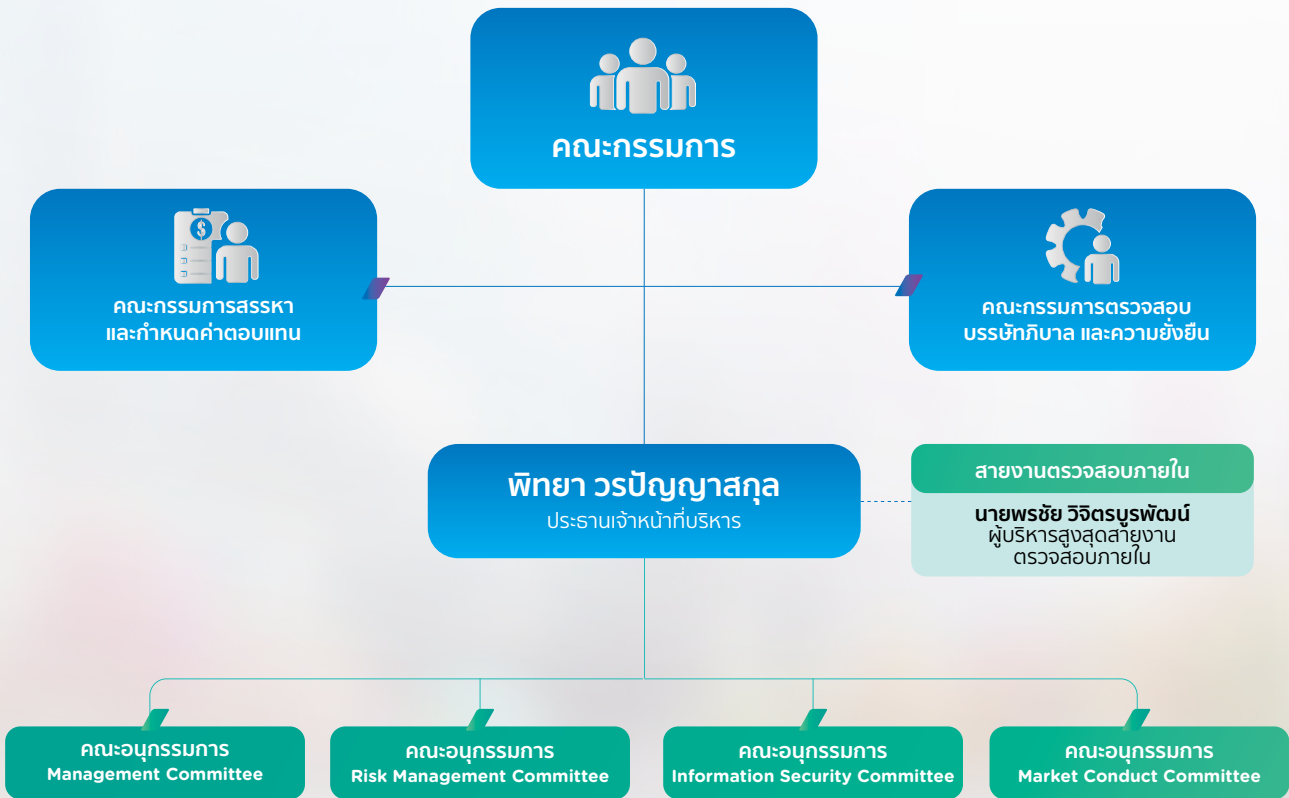 คณะกรรมการ
$
คณะกรรมการสรรหา
และกำหนดค่าตอบแทน
คณะกรรมการตรวจสอบ
บรรษัทภิบาล และความยั่งยืน
พิทยา วรปัญญาสกุล
ประธานเจ้าหน้าที่บริหาร
สายงานตรวจสอบภายใน
นายพรชัย วิจิตรบูรพัฒน์
ผู้บริหารสูงสุดสายงาน
ตรวจสอบภายใน
คณะอนุกรรมการ
Management Committee
คณะอนุกรรมการ
Risk Management Committee
คณะอนุกรรมการ
Information Security Committee
คณะอนุกรรมการ
Market Conduct Committee